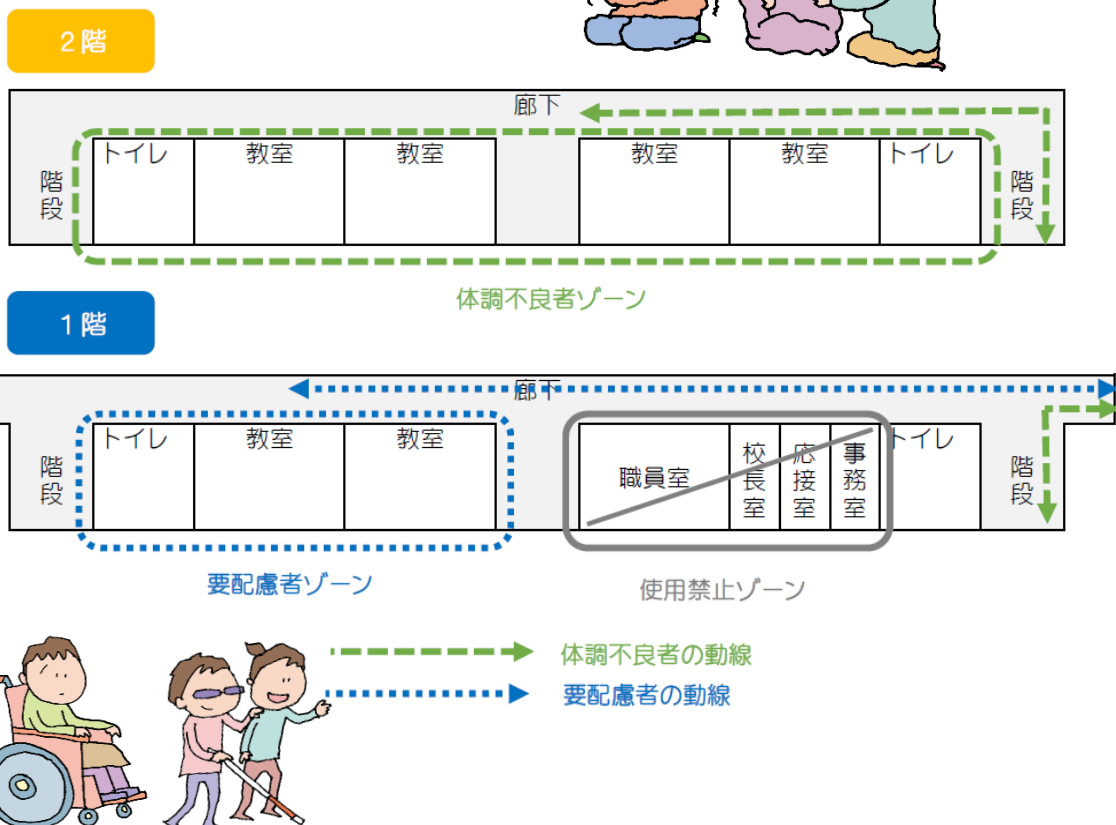 2階
廊下
トイレ
教室
教室
教室
教室
トイレ
階段
階段
体調不良者ゾーン
1階
廊下
トイレ
教室
教室
職員室
校長室
応接室
事務室
トイレ
階段
階段
要配慮者ゾーン
使用禁止ゾーン
体調不良者の動線
要配慮者の動線